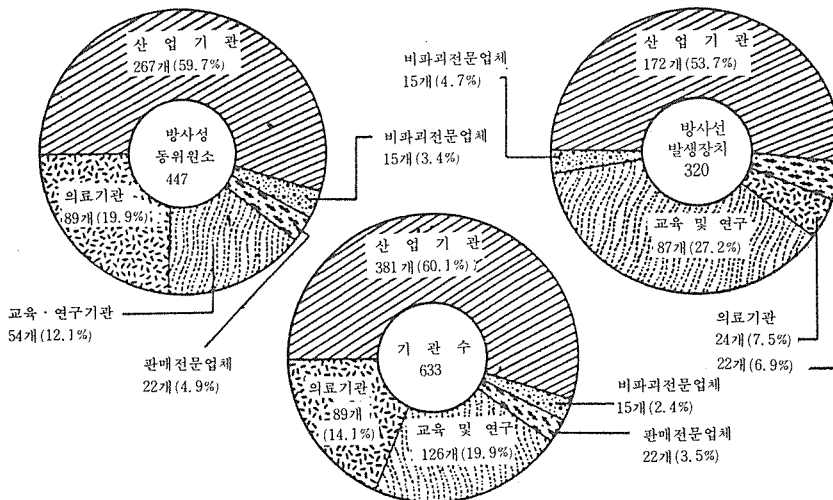 산 업 기 관
267개(59.7%)
방사성
동위원소
447
비파괴전문업체
15개(3.4%)
의료기관
89개(19.9%)
교육·연구기관
54개(12.1%)
판매전문업체
22개(4.9%)
비파괴전문업체
15개(4.7%)
산 업 기 관
172개(53.7%)
방사선
발생장치
320
교육 및 연구
87개(27.2%)
의료기관
24개(7.5%)
22개(6.9%)
산 업 기 관
381개(60.1%)
기 관 수
633
의료기관
89개
(14.1%)
교육 및 연구
126개(19.9%)
비파괴전문업체
15개(2.4%)
판매전문업체
22개(3.5%)